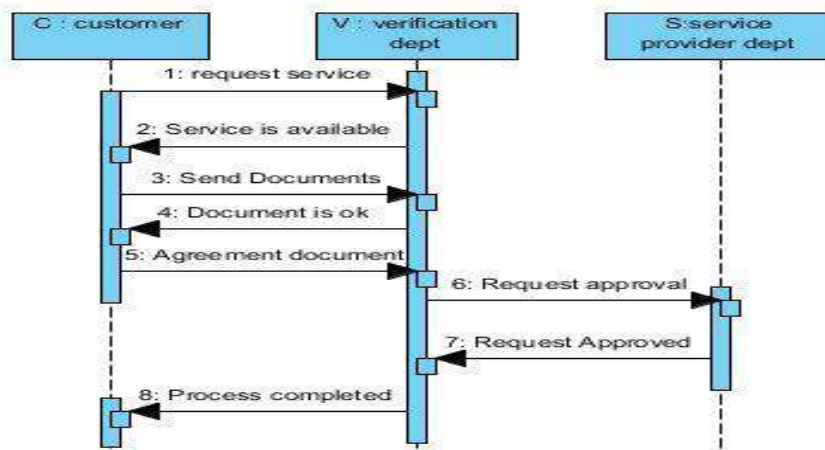 C : customer
V : verification
dept
S:service
provider dept
1: request service
2: Service is available
3: Send Documents
4: Document is ok
5: Agreement document
6: Request approval
7: Request Approved
8: Process completed